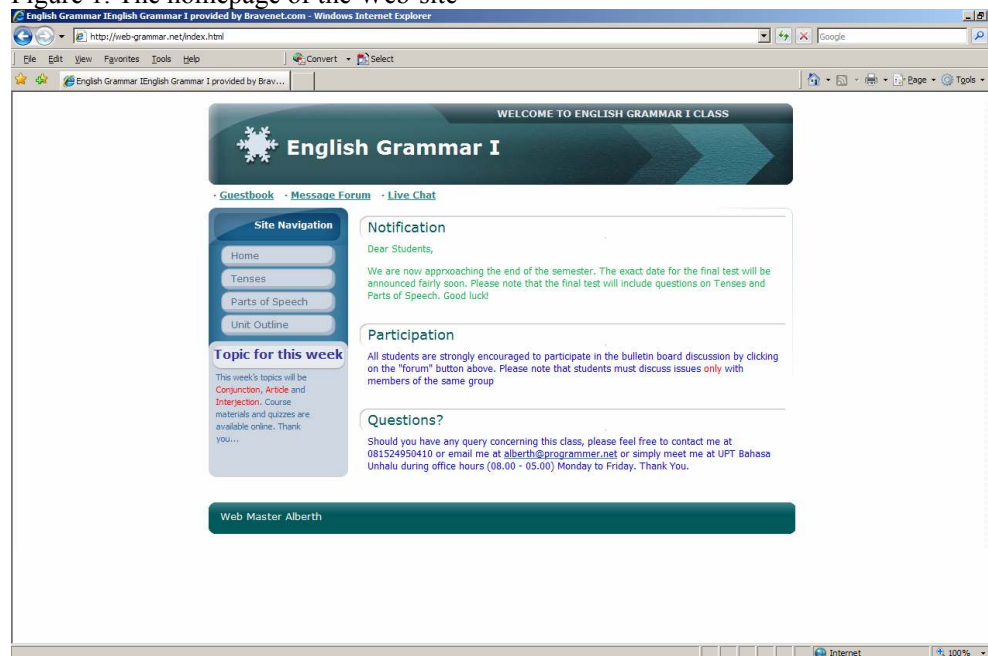 Figure 1. The homepage of the Web-site
English Grammar IEnglish Grammar I provided by Bravenet.com - Windows Internet Explorer
http://web-grammar.net/index.html
Google
File Edit View Favorites Tools Help
Convert Select
English Grammar IEnglish Grammar I provided by Brav...
Page Tools
WELCOME TO ENGLISH GRAMMAR I CLASS
English Grammar I
· Guestbook · Message Forum · Live Chat
Site Navigation
Home
Tenses
Parts of Speech
Unit Outline
Topic for this week
This week's topics will be
Conjunction, Article and
Interjection. Course
materials and quizzes are
available online. Thank
you...
Notification
Dear Students,
We are now apprxoaching the end of the semester. The exact date for the final test will be
announced fairly soon. Please note that the final test will include questions on Tenses and
Parts of Speech. Good luck!
Participation
All students are strongly encouraged to participate in the bulletin board discussion by clicking
on the "forum" button above. Please note that students must discuss issues only with
members of the same group
Questions?
Should you have any query concerning this class, please feel free to contact me at
081524950410 or email me at alberth@programmer.net or simply meet me at UPT Bahasa
Unhalu during office hours (08.00 - 05.00) Monday to Friday. Thank You.
Web Master Alberth
Internet
100%